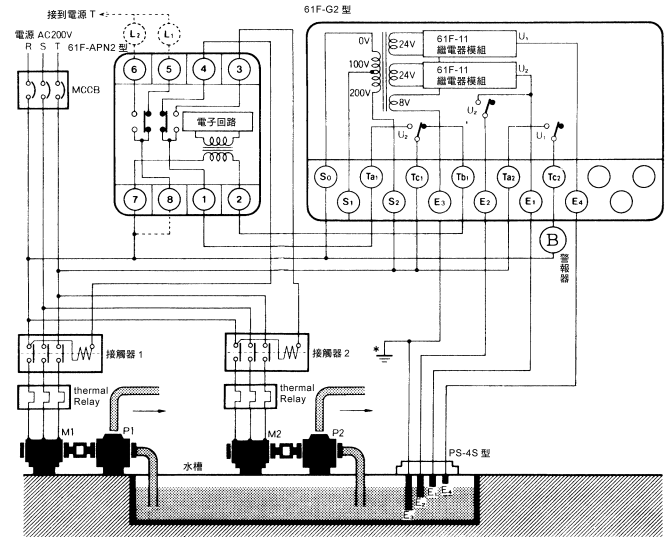 接到電源 T
61F-G2 型
電源 AC200V
R S T
61F-APN2 型
L2 L1
MCCB
6 5 4 3
電子回路
7 8 1 2
0V
100V
200V
24V
24V
8V
61F-11
繼電器模組
61F-11
繼電器模組
U1
U2
U2
U2
U1
S0 Ta1 Tc1 Tb1 Ta2 Tc2
S1 S2 E3 E2 E1 E4
B
警報器
接觸器 1
接觸器 2
*
thermal
Relay
thermal
Relay
M1 P1
M2 P2
PS-4S 型
水槽
E3 E2 E1 E4